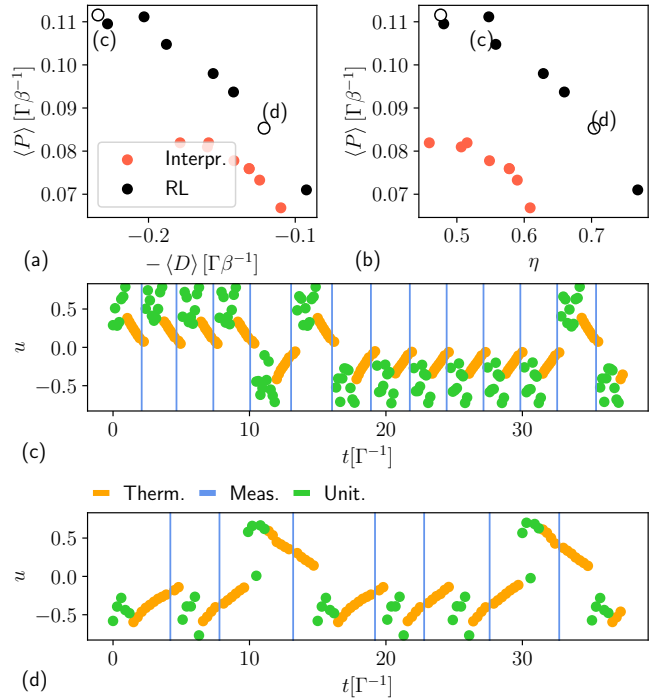 0.11
0.10
0.09
0.08
0.07
⟨P⟩ [Γβ⁻¹]
(c)
(d)
Interpr.
RL
−0.2
−0.1
(a)
− ⟨D⟩ [Γβ⁻¹]
0.11
0.10
0.09
0.08
0.07
⟨P⟩ [Γβ⁻¹]
(c)
(d)
0.5
0.6
0.7
(b)
η
0.5
0.0
−0.5
u
0
10
20
30
(c)
t[Γ⁻¹]
Therm.
Meas.
Unit.
0.5
0.0
−0.5
u
0
10
20
30
(d)
t[Γ⁻¹]